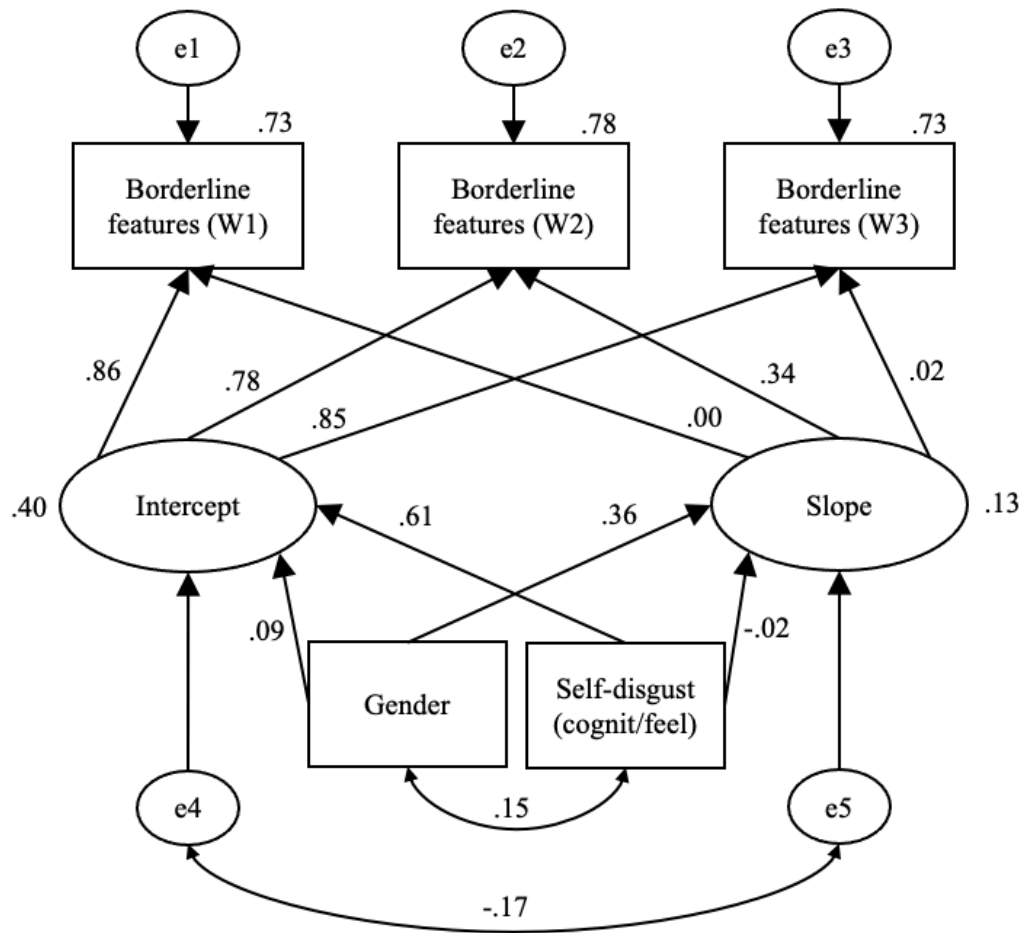 e1
e2
e3
.73
.78
.73
Borderline
features (W1)
Borderline
features (W2)
Borderline
features (W3)
.86
.78
.85
.00
.34
.02
.40
Intercept
Slope
.13
.61
.36
.09
-.02
Gender
Self-disgust
(cognit/feel)
.15
e4
e5
-.17